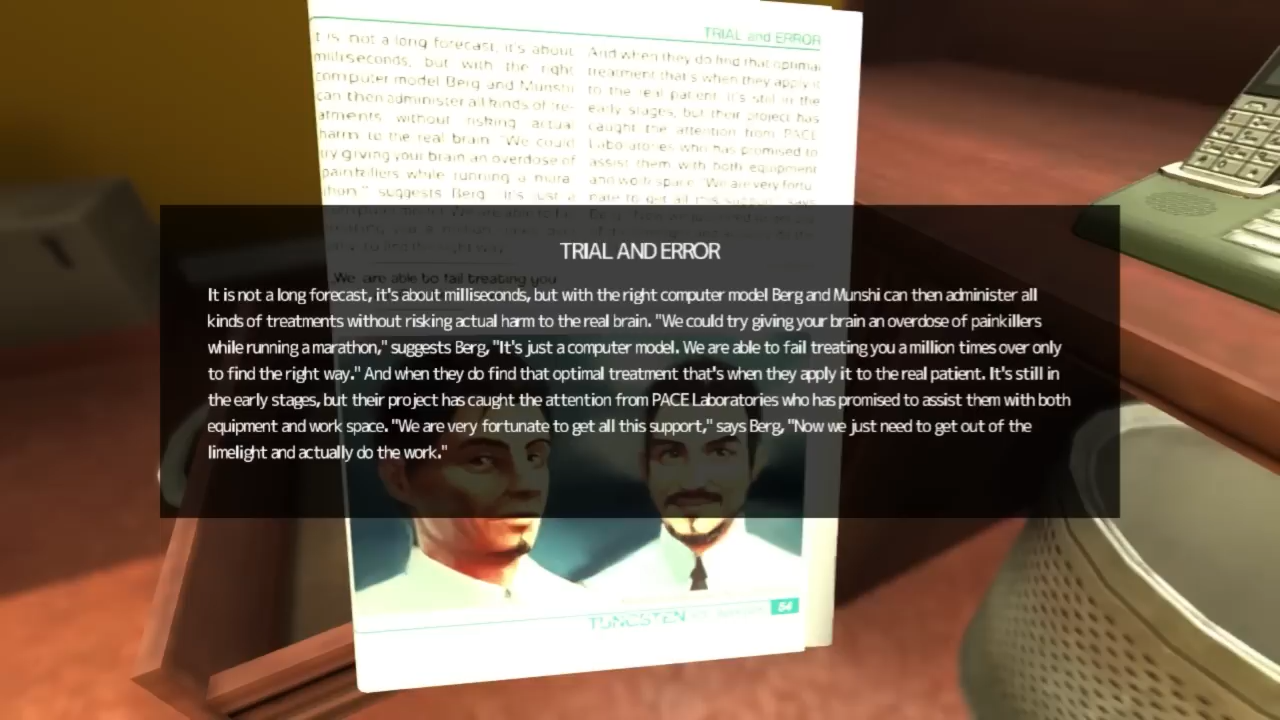 TRIAL and ERROR
It is not a long forecast, it's about
milliseconds, but with the right
computer model Berg and Munshi
can then administer all kinds of tre-
atments without risking actual
harm to the real brain. "We could
try giving your brain an overdose of
painkillers while running a mara-
thon," suggests Berg, "It's just a
And when they do find that optimal
treatment that's when they apply it
to the real patient. It's still in the
early stages, but their project has
caught the attention from PACE
Laboratories who has promised to
assist them with both equipment
and work space. "We are very fortu-
nate to get all this support," says
We are able to fail treating you
TRIAL AND ERROR
It is not a long forecast, it's about milliseconds, but with the right computer model Berg and Munshi can then administer all
kinds of treatments without risking actual harm to the real brain. "We could try giving your brain an overdose of painkillers
while running a marathon," suggests Berg, "It's just a computer model. We are able to fail treating you a million times over only
to find the right way." And when they do find that optimal treatment that's when they apply it to the real patient. It's still in
the early stages, but their project has caught the attention from PACE Laboratories who has promised to assist them with both
equipment and work space. "We are very fortunate to get all this support," says Berg, "Now we just need to get out of the
limelight and actually do the work."
TUNGSTEN
54